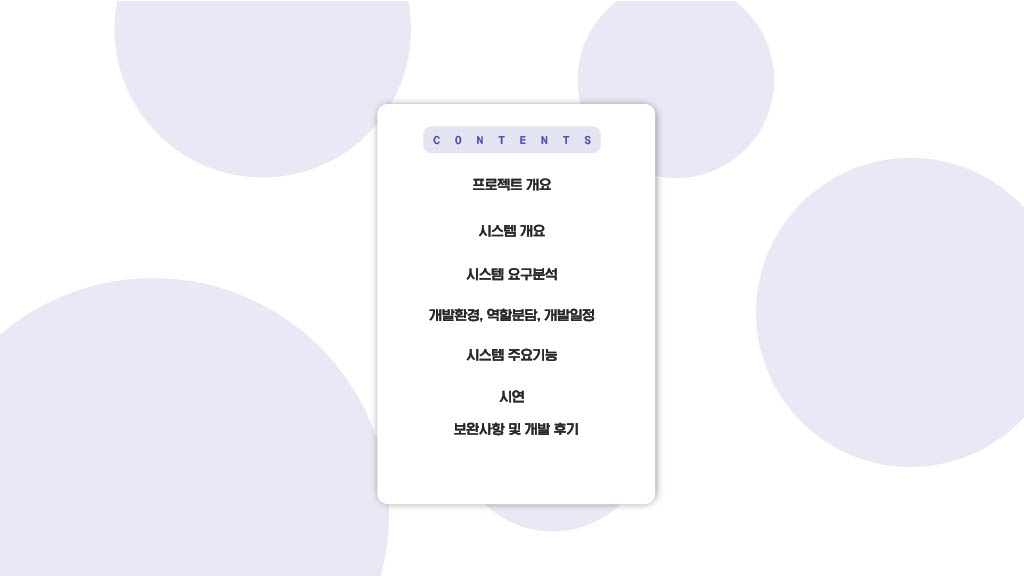 CONTENTS
프로젝트 개요
시스템 개요
시스템 요구분석
개발환경, 역할분담, 개발일정
시스템 주요기능
시연
보완사항 및 개발 후기